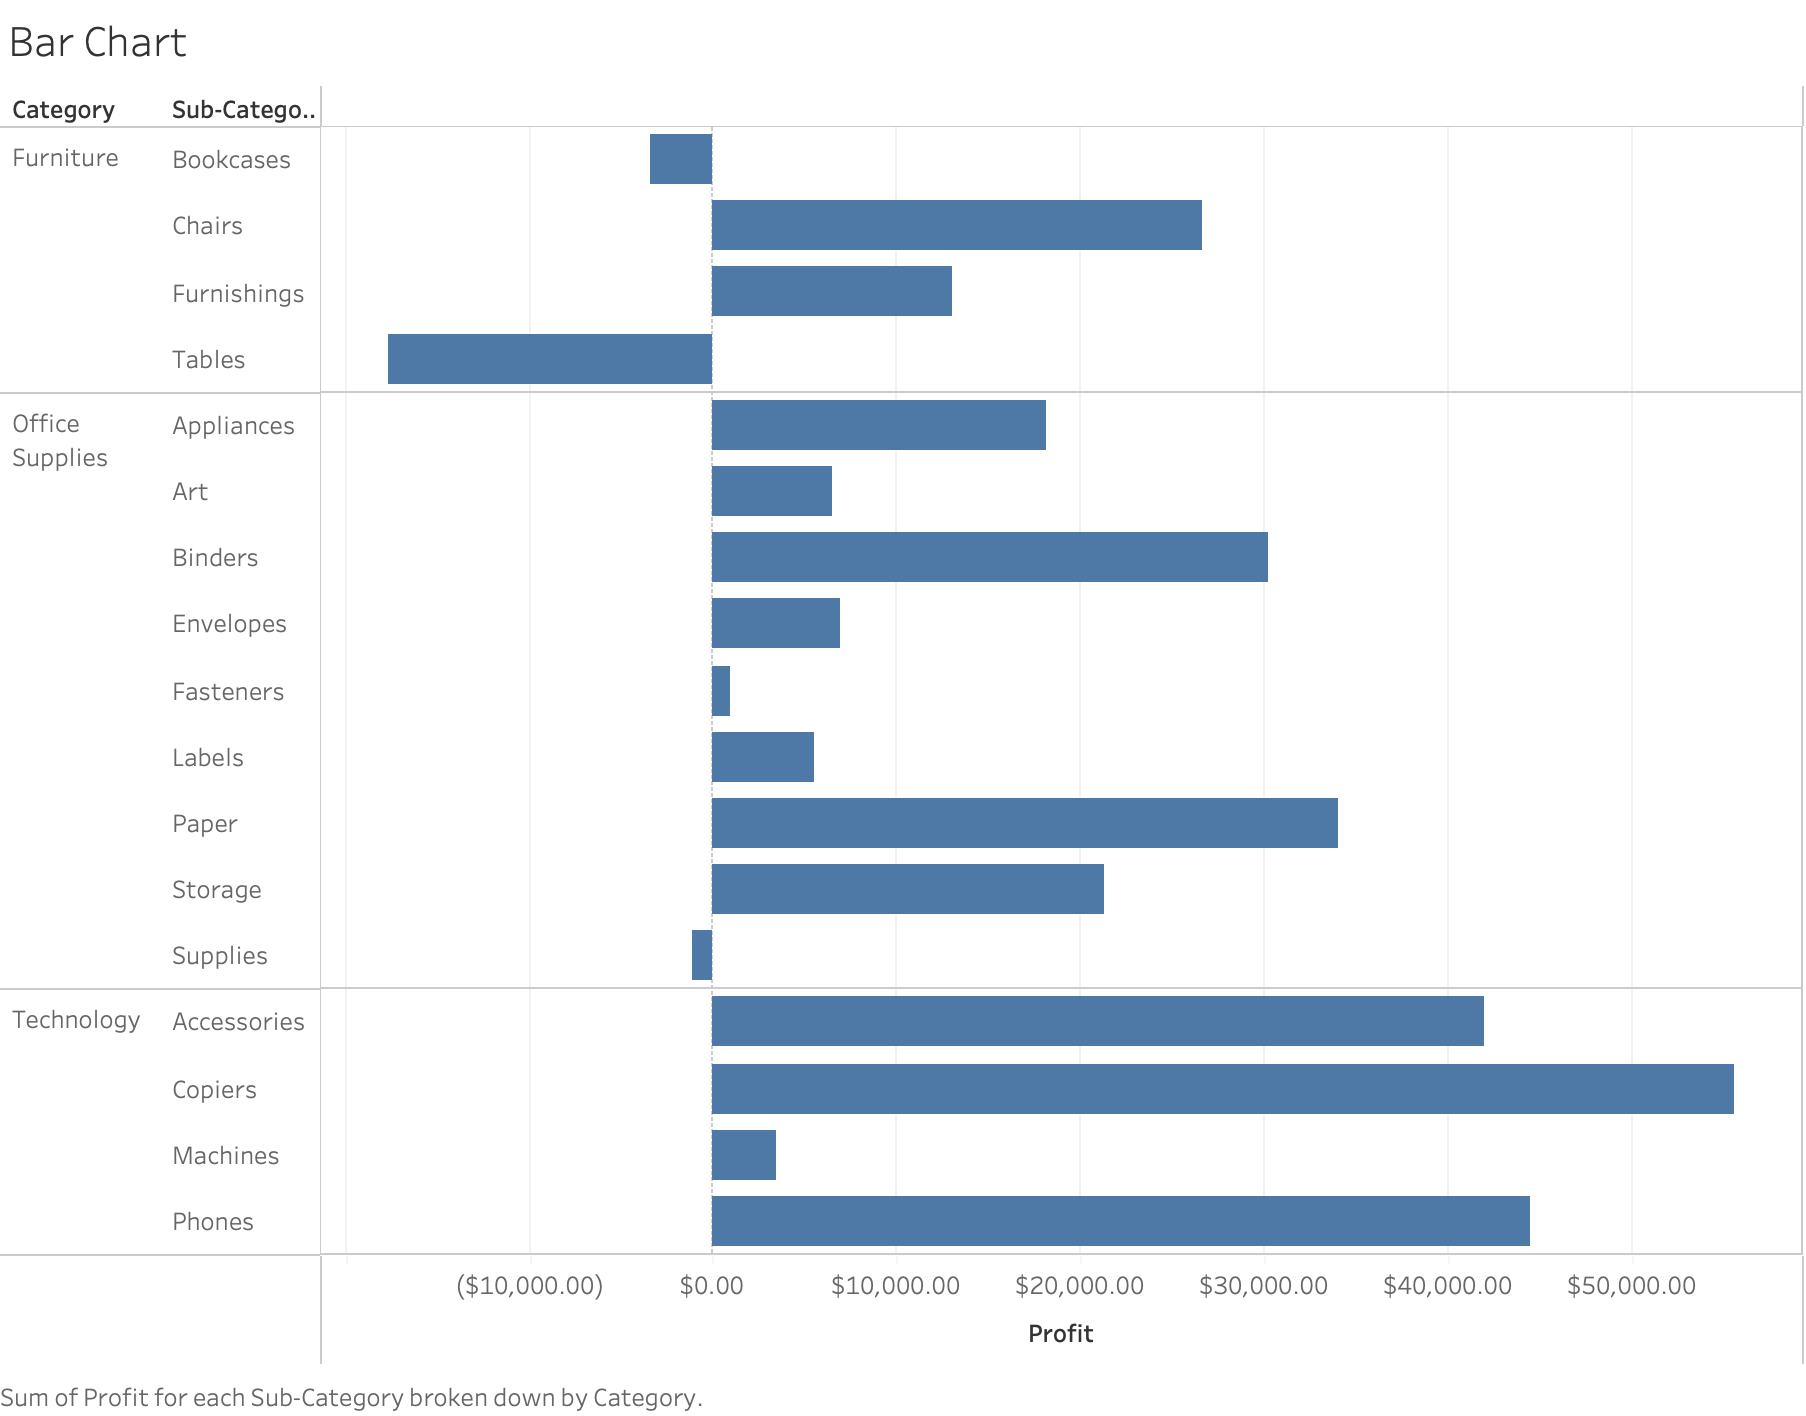 Bar Chart
Category Sub-Catego..
Furniture Bookcases
Chairs
Furnishings
Tables
Office
Supplies
Appliances
Art
Binders
Envelopes
Fasteners
Labels
Paper
Storage
Supplies
Technology Accessories
Copiers
Machines
Phones
($10,000.00) $0.00 $10,000.00 $20,000.00 $30,000.00 $40,000.00 $50,000.00
Profit
Sum of Profit for each Sub-Category broken down by Category.